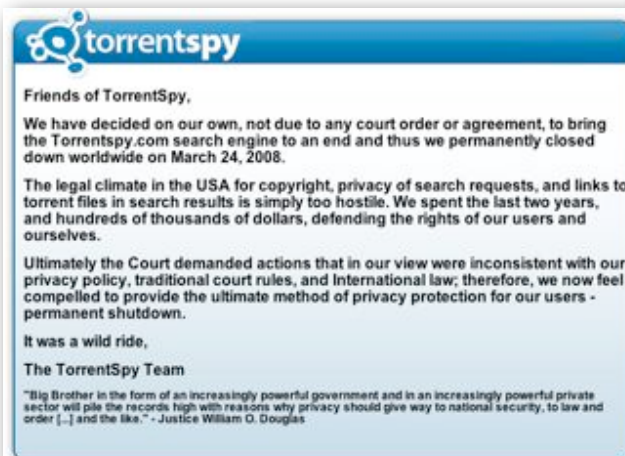 torrentspy
Friends of TorrentSpy,
We have decided on our own, not due to any court order or agreement, to bring
the Torrentspy.com search engine to an end and thus we permanently closed
down worldwide on March 24, 2008.
The legal climate in the USA for copyright, privacy of search requests, and links to
torrent files in search results is simply too hostile. We spent the last two years,
and hundreds of thousands of dollars, defending the rights of our users and
ourselves.
Ultimately the Court demanded actions that in our view were inconsistent with our
privacy policy, traditional court rules, and International law; therefore, we now feel
compelled to provide the ultimate method of privacy protection for our users -
permanent shutdown.
It was a wild ride,
The TorrentSpy Team
"Big Brother in the form of an increasingly powerful government and in an increasingly powerful private
sector will pile the records high with reasons why privacy should give way to national security, to law and
order [...] and the like." - Justice William O. Douglas